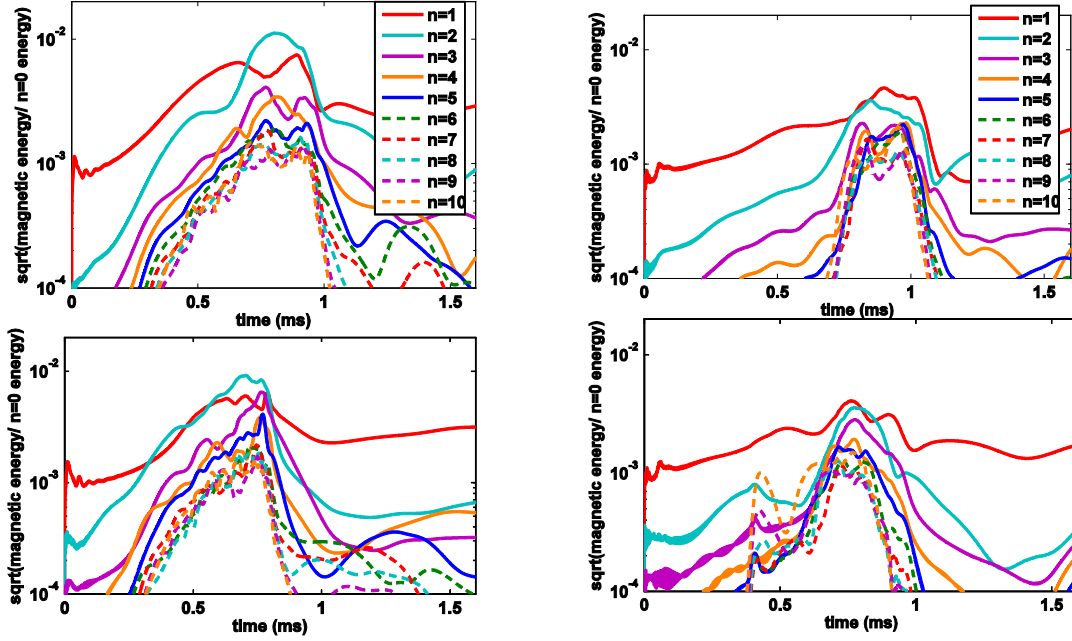 sqrt(magnetic energy/ n=0 energy)
10^-2
10^-3
10^-4
0
0.5
1
1.5
time (ms)
n=1
n=2
n=3
n=4
n=5
n=6
n=7
n=8
n=9
n=10
sqrt(magnetic energy/ n=0 energy)
10^-2
10^-3
10^-4
0
0.5
1
1.5
time (ms)
n=1
n=2
n=3
n=4
n=5
n=6
n=7
n=8
n=9
n=10
sqrt(magnetic energy/ n=0 energy)
10^-2
10^-3
10^-4
0
0.5
1
1.5
time (ms)
sqrt(magnetic energy/ n=0 energy)
10^-2
10^-3
10^-4
0
0.5
1
1.5
time (ms)